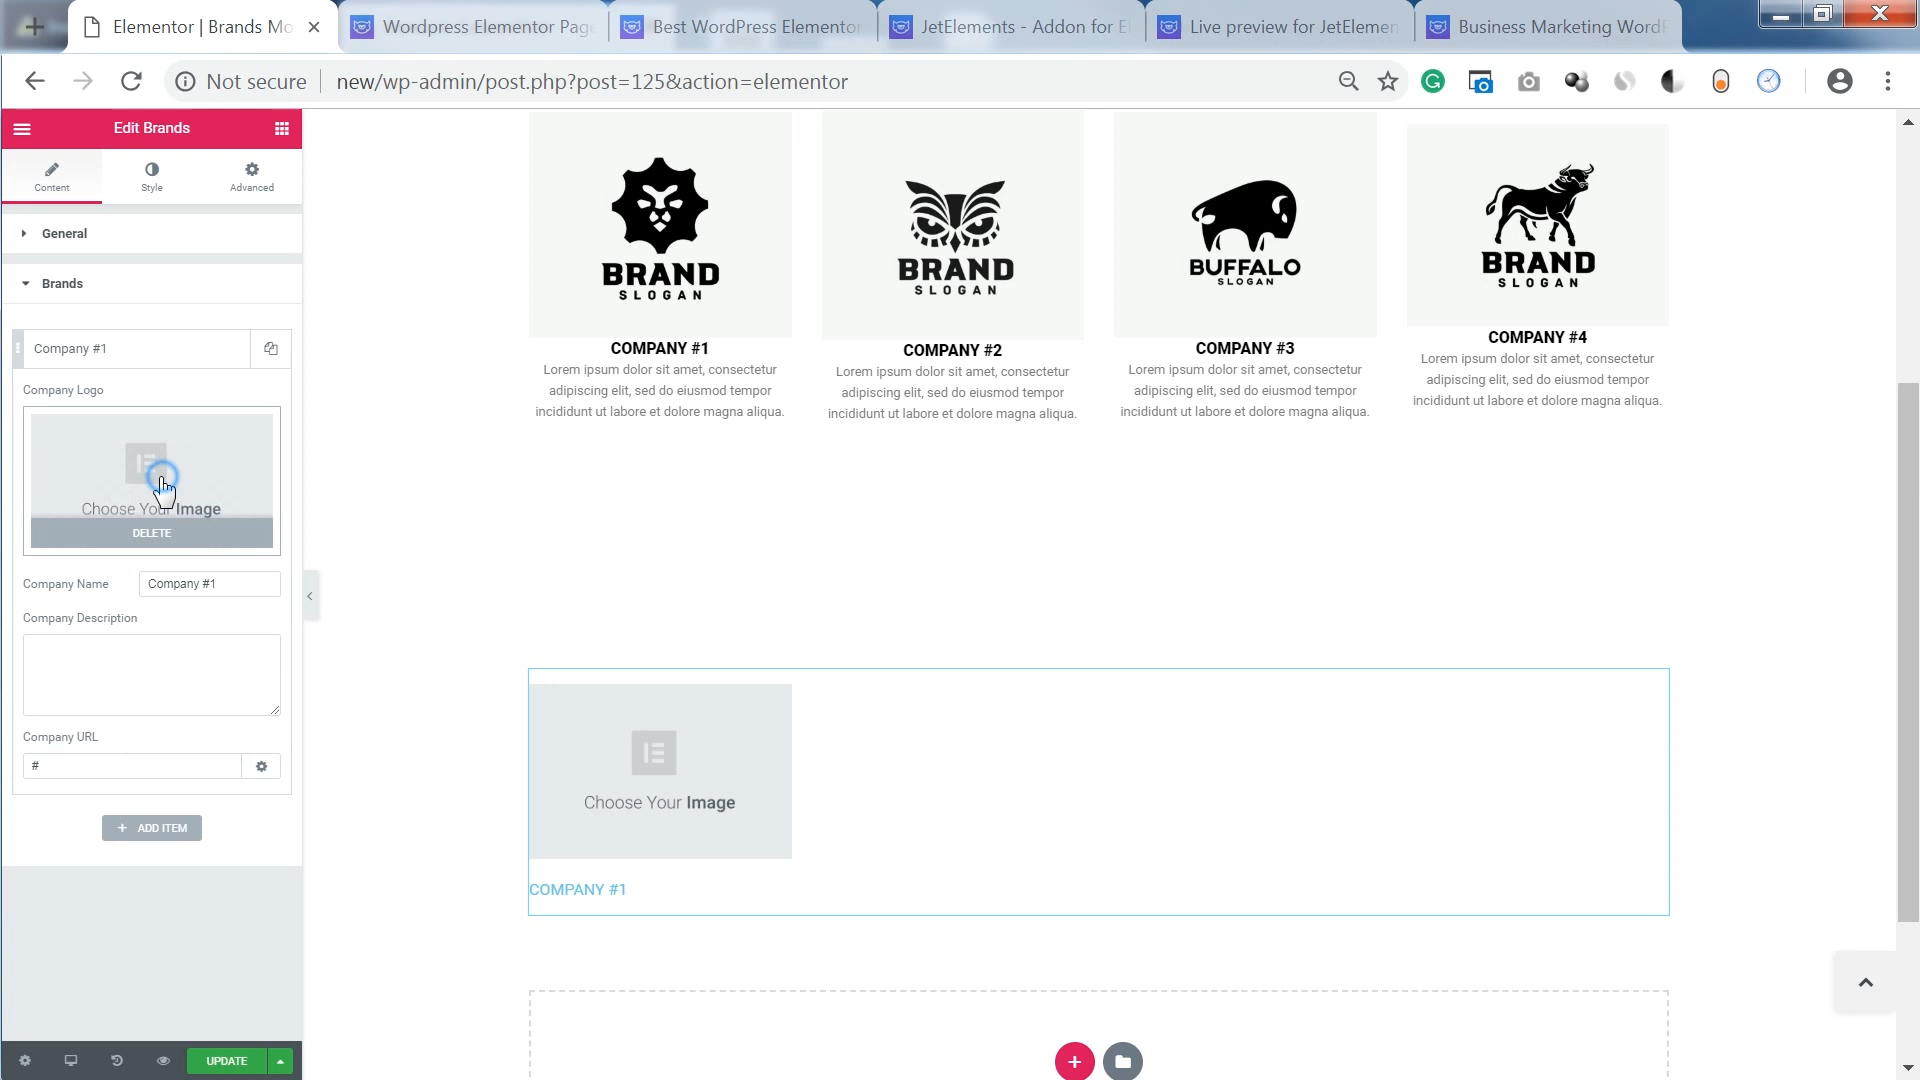 Elementor | Brands Mo
Wordpress Elementor Page
Best WordPress Elementor
JetElements - Addon for El
Live preview for JetElemen
Business Marketing WordP
Not secure
new/wp-admin/post.php?post=125&action=elementor
Edit Brands
Content
Style
Advanced
General
Brands
Company #1
Company Logo
Choose Your Image
DELETE
Company Name
Company #1
Company Description
Company URL
#
+ ADD ITEM
UPDATE
BRAND
SLOGAN
COMPANY #1
Lorem ipsum dolor sit amet, consectetur
adipiscing elit, sed do eiusmod tempor
incididunt ut labore et dolore magna aliqua.
BRAND
SLOGAN
COMPANY #2
Lorem ipsum dolor sit amet, consectetur
adipiscing elit, sed do eiusmod tempor
incididunt ut labore et dolore magna aliqua.
BUFFALO
SLOGAN
COMPANY #3
Lorem ipsum dolor sit amet, consectetur
adipiscing elit, sed do eiusmod tempor
incididunt ut labore et dolore magna aliqua.
BRAND
SLOGAN
COMPANY #4
Lorem ipsum dolor sit amet, consectetur
adipiscing elit, sed do eiusmod tempor
incididunt ut labore et dolore magna aliqua.
Choose Your Image
COMPANY #1